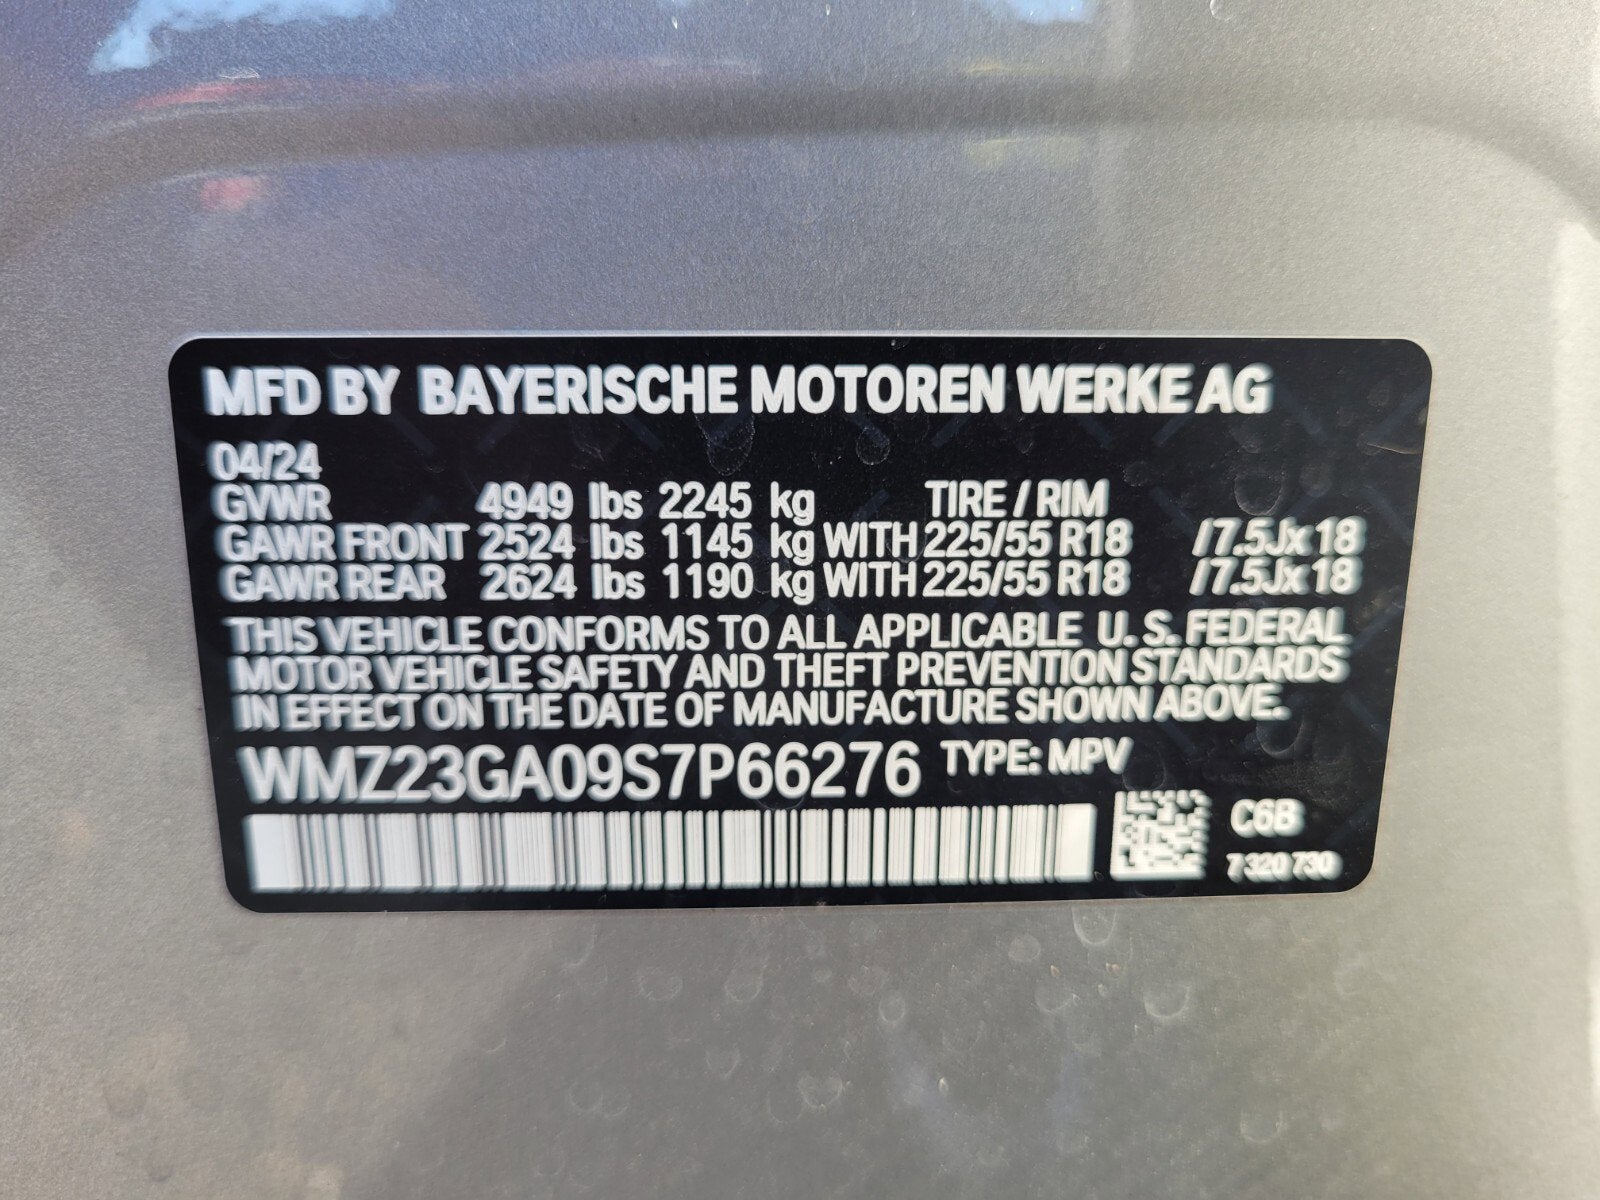 MFD BY BAYERISCHE MOTOREN WERKE AG
04/24
GVWR 4949 lbs 2245 kg TIRE / RIM
GAWR FRONT 2524 lbs 1145 kg WITH 225/55 R18 /7.5Jx18
GAWR REAR 2624 lbs 1190 kg WITH 225/55 R18 /7.5Jx18
THIS VEHICLE CONFORMS TO ALL APPLICABLE U.S. FEDERAL
MOTOR VEHICLE SAFETY AND THEFT PREVENTION STANDARDS
IN EFFECT ON THE DATE OF MANUFACTURE SHOWN ABOVE.
WMZ23GA09S7P66276 TYPE: MPV
C6B
7 320 730